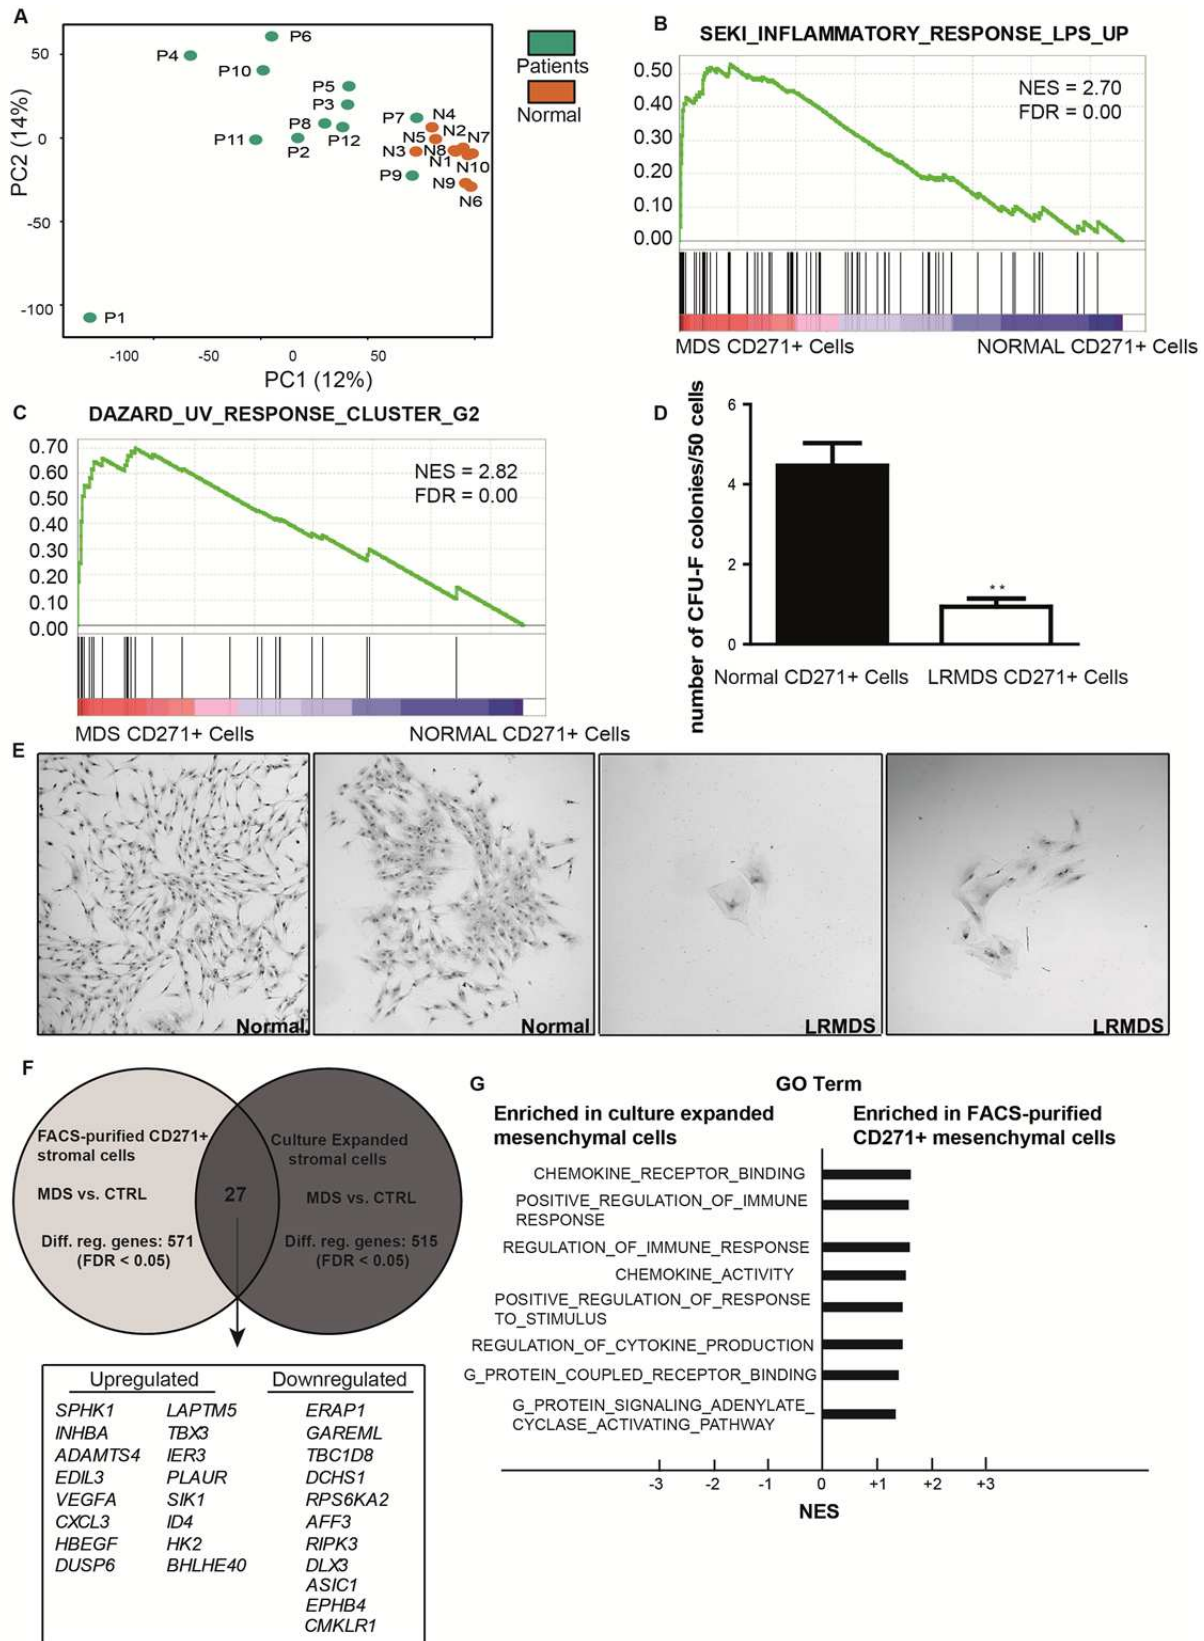 A
50
0
-50
-100
PC2 (14%)
P6
P4
P10
P5
P3
P8
P12
P11
P2
P7
N4
N5
N2
N7
N3
N8
N1
N10
P9
N9
N6
P1
-100
-50
0
50
PC1 (12%)
Patients
Normal
B
SEKI_INFLAMMATORY_RESPONSE_LPS_UP
0.50
0.40
0.30
0.20
0.10
0.00
NES = 2.70
FDR = 0.00
MDS CD271+ Cells
NORMAL CD271+ Cells
C
DAZARD_UV_RESPONSE_CLUSTER_G2
0.70
0.60
0.50
0.40
0.30
0.20
0.10
0.00
NES = 2.82
FDR = 0.00
MDS CD271+ Cells
NORMAL CD271+ Cells
D
number of CFU-F colonies/50 cells
6
4
2
0
**
Normal CD271+ Cells
LRMDS CD271+ Cells
E
Normal
Normal
LRMDS
LRMDS
F
FACS-purified CD271+
stromal cells
MDS vs. CTRL
Diff. reg. genes: 571
(FDR < 0.05)
27
Culture Expanded
stromal cells
MDS vs. CTRL
Diff. reg. genes: 515
(FDR < 0.05)
Upregulated
SPHK1
INHBA
ADAMTS4
EDIL3
VEGFA
CXCL3
HBEGF
DUSP6
LAPTM5
TBX3
IER3
PLAUR
SIK1
ID4
HK2
BHLHE40
Downregulated
ERAP1
GAREML
TBC1D8
DCHS1
RPS6KA2
AFF3
RIPK3
DLX3
ASIC1
EPHB4
CMKLR1
G
GO Term
Enriched in culture expanded
mesenchymal cells
Enriched in FACS-purified
CD271+ mesenchymal cells
CHEMOKINE_RECEPTOR_BINDING
POSITIVE_REGULATION_OF_IMMUNE
RESPONSE
REGULATION_OF_IMMUNE_RESPONSE
CHEMOKINE_ACTIVITY
POSITIVE_REGULATION_OF_RESPONSE
TO_STIMULUS
REGULATION_OF_CYTOKINE_PRODUCTION
G_PROTEIN_COUPLED_RECEPTOR_BINDING
G_PROTEIN_SIGNALING_ADENYLATE_
CYCLASE_ACTIVATING_PATHWAY
-3
-2
-1
0
+1
+2
+3
NES